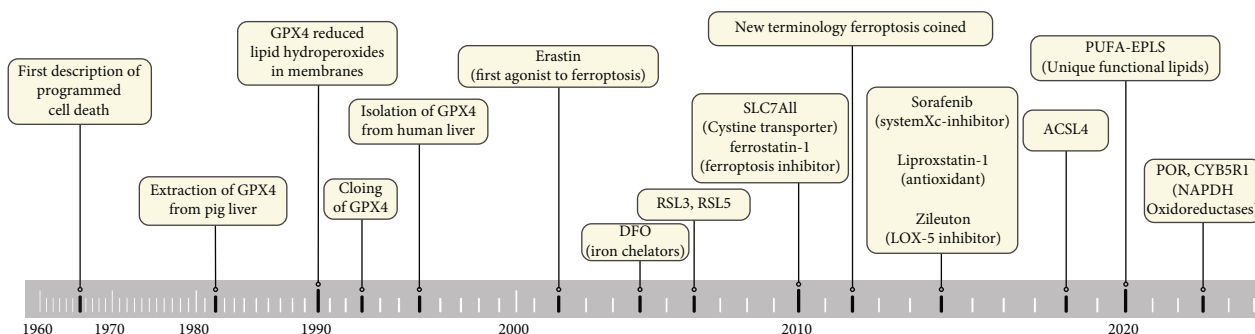 First description of
programmed
cell death
Extraction of GPX4
from pig liver
GPX4 reduced
lipid hydroperoxides
in membranes
Cloing
of GPX4
Isolation of GPX4
from human liver
Erastin
(first agonist to ferroptosis)
DFO
(iron chelators)
RSL3, RSL5
SLC7All
(Cystine transporter)
ferrostatin-1
(ferroptosis inhibitor)
New terminology ferroptosis coined
Sorafenib
(systemXc-inhibitor)
Liproxstatin-1
(antioxidant)
Zileuton
(LOX-5 inhibitor)
ACSL4
PUFA-EPLS
(Unique functional lipids)
POR, CYB5R1
(NAPDH
Oxidoreductases)
1960 1970 1980 1990 2000 2010 2020